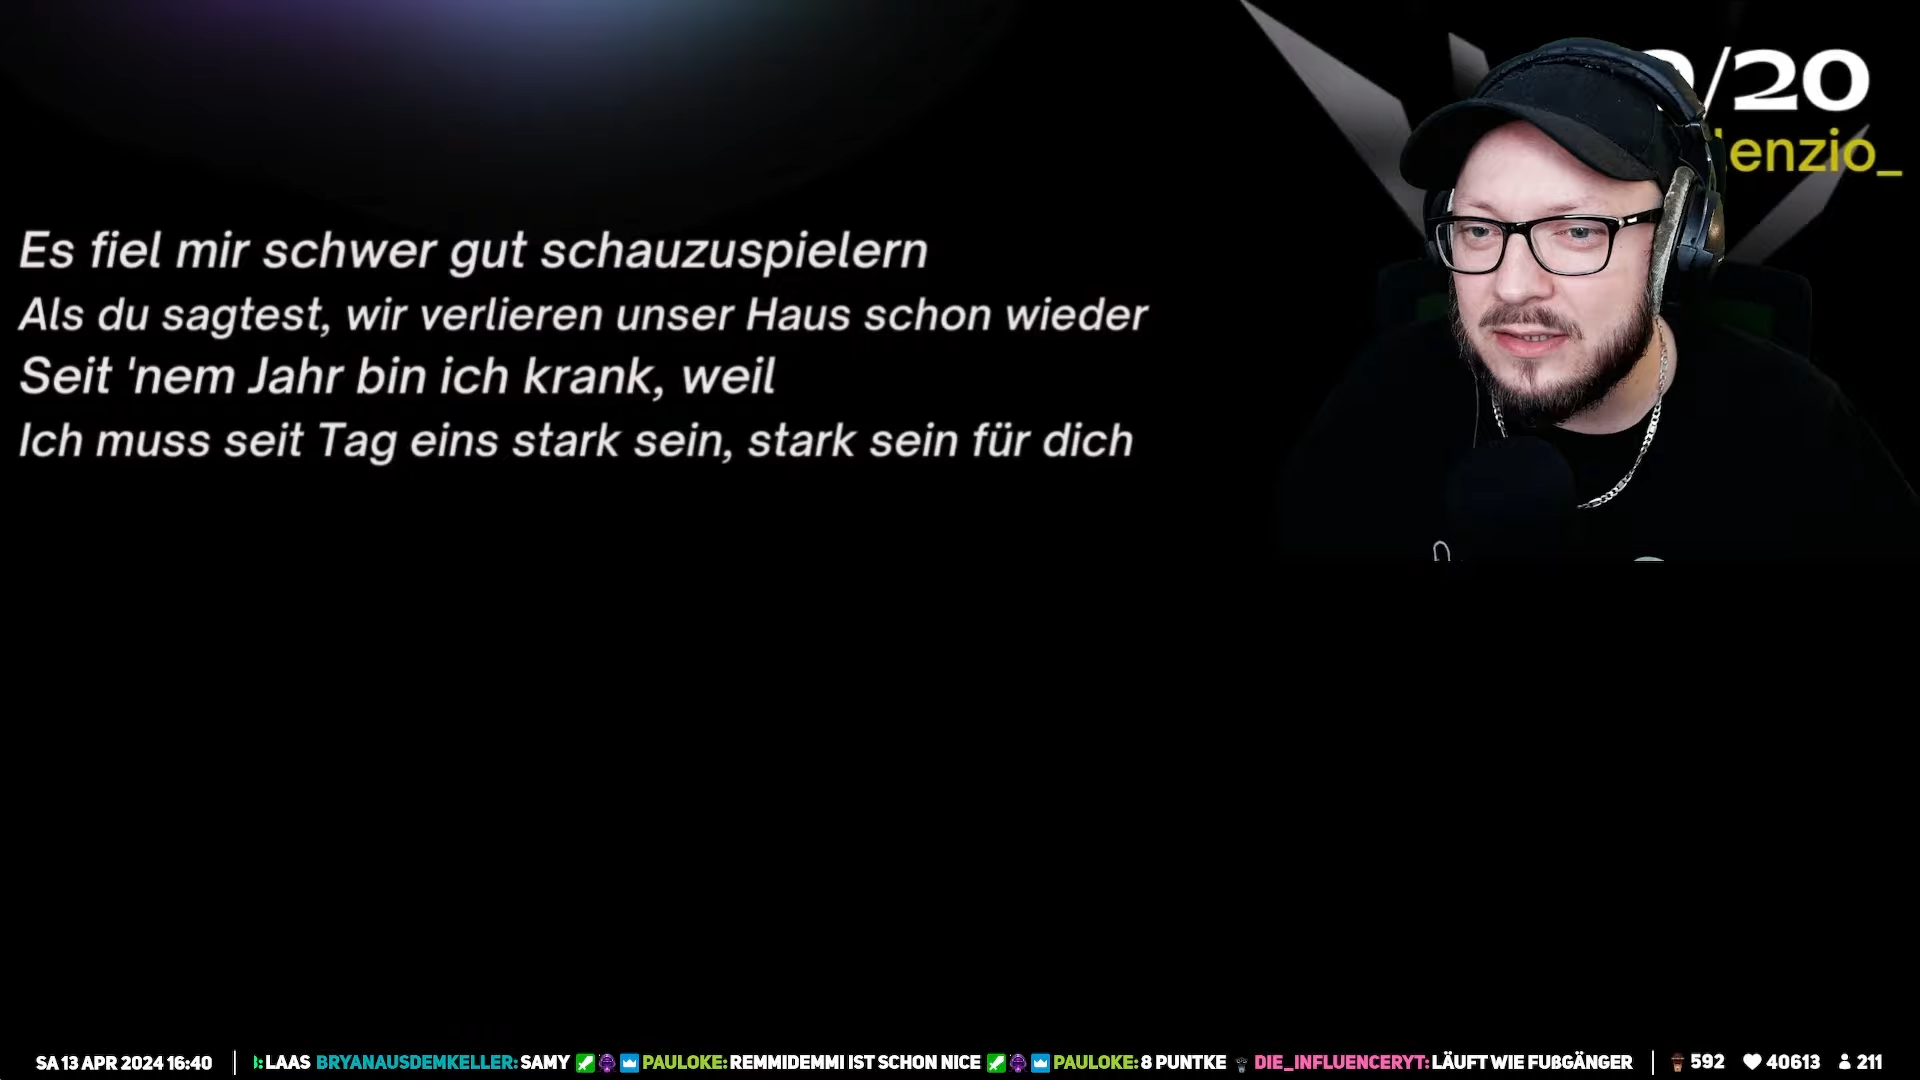 /20
enzio_
Es fiel mir schwer gut schauzuspielern
Als du sagtest, wir verlieren unser Haus schon wieder
Seit 'nem Jahr bin ich krank, weil
Ich muss seit Tag eins stark sein, stark sein für dich
SA 13 APR 2024 16:40 : LAAS BRYANAUSDEMKELLER: SAMY PAULOKE: REMMIDEMMI IST SCHON NICE PAULOKE: 8 PUNTKE DIE_INFLUENCERYT: LÄUFT WIE FUßGÄNGER 592 40613 211